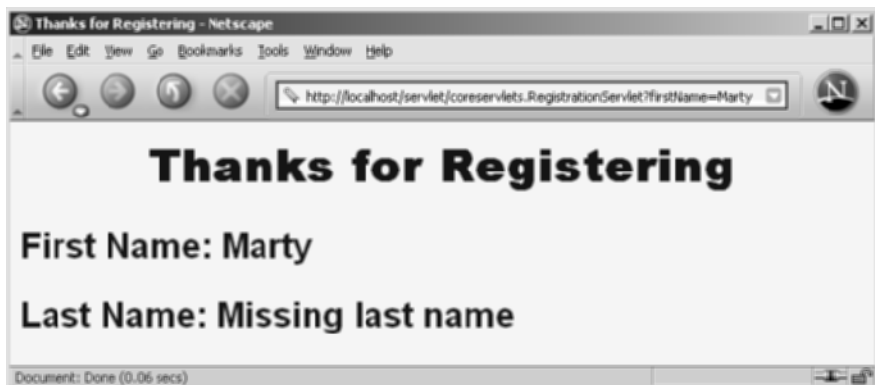 Thanks for Registering - Netscape
File Edit View Go Bookmarks Tools Window Help
http://localhost/servlet/coreservlets.RegistrationServlet?firstName=Marty
N
Thanks for Registering
First Name: Marty
Last Name: Missing last name
Document: Done (0.06 secs)